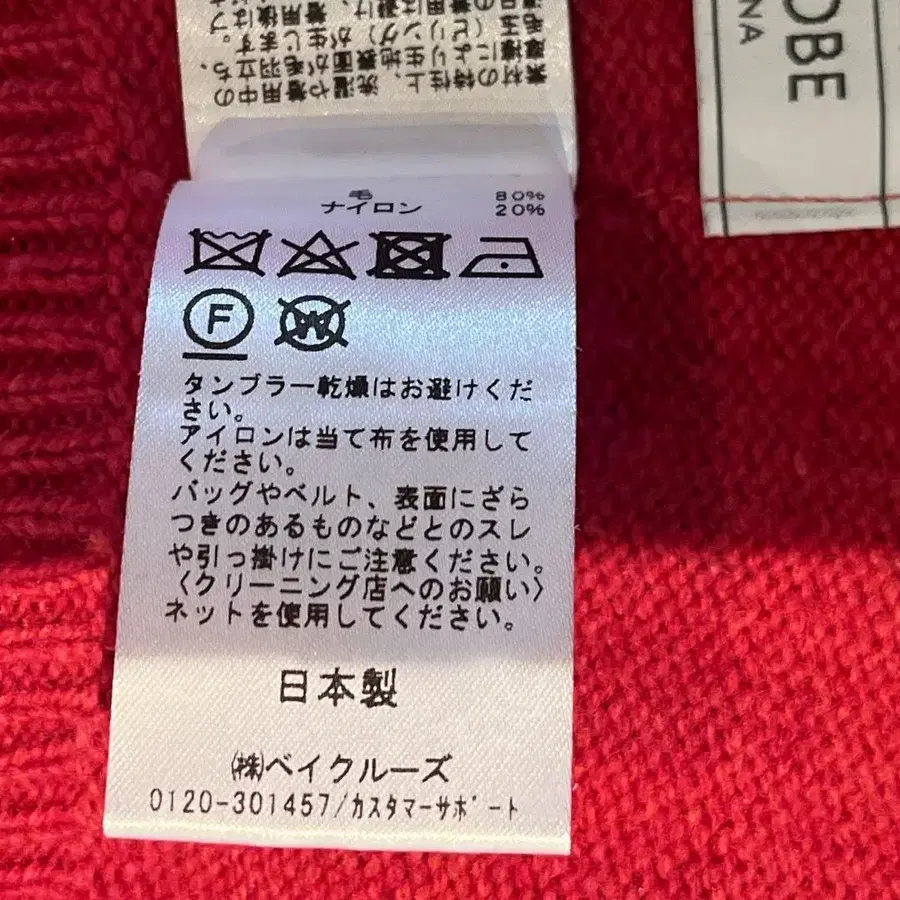 素材の特性上、洗濯や着用中の
摩擦により生地表面が毛羽立ち、
毛玉（ピリング）が生じます。
OBE
NA
毛 80%
ナイロン 20%
F
W
タンブラー乾燥はお避けくだ
さい。
アイロンは当て布を使用して
ください。
バッグやベルト、表面にざら
つきのあるものなどとのスレ
や引っ掛けにご注意ください。
〈クリーニング店へのお願い〉
ネットを使用してください。
日本製
㈱ベイクルーズ
0120-301457/ｶｽﾀﾏｰｻﾎﾟｰﾄ